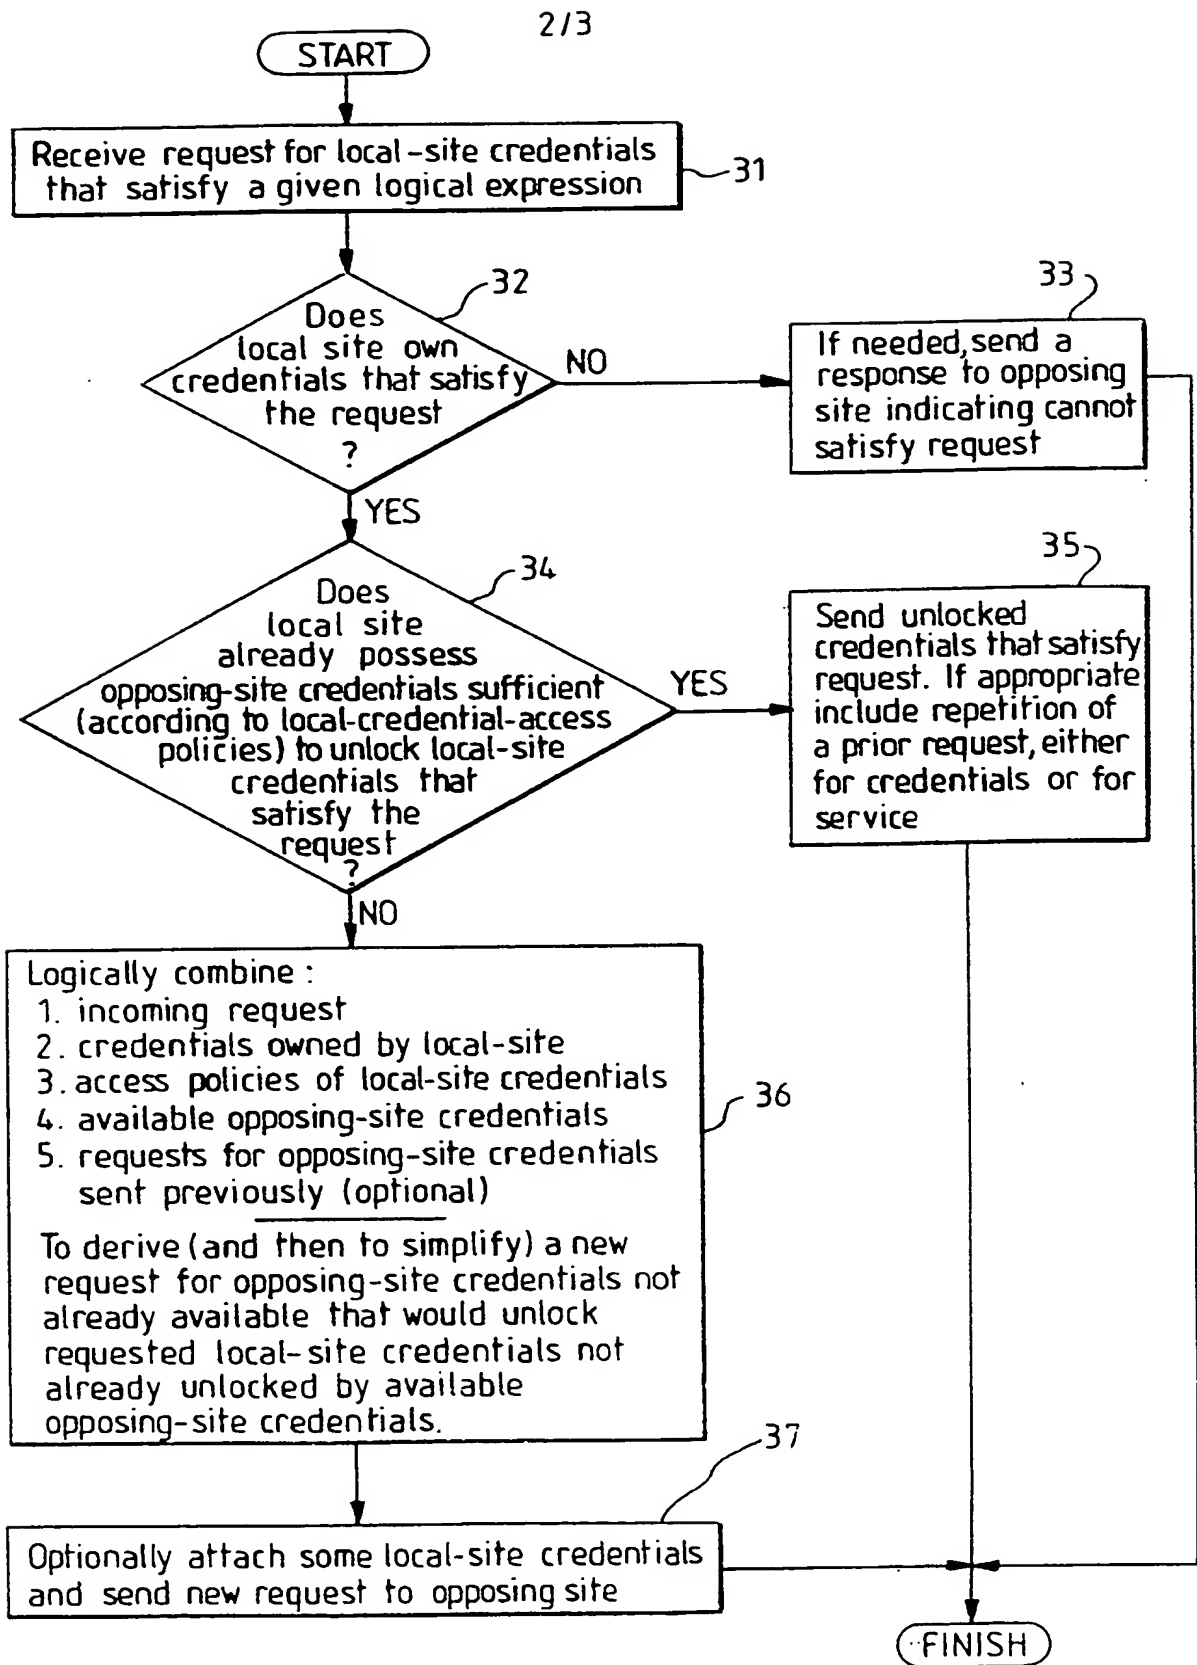 2/3
START
Receive request for local-site credentials
that satisfy a given logical expression
31
32
Does
local site own
credentials that satisfy
the request
?
NO
33
If needed, send a
response to opposing
site indicating cannot
satisfy request
YES
34
Does
local site
already possess
opposing-site credentials sufficient
(according to local-credential-access
policies) to unlock local-site
credentials that
satisfy the
request
?
YES
35
Send unlocked
credentials that satisfy
request. If appropriate
include repetition of
a prior request, either
for credentials or for
service
NO
Logically combine :
1. incoming request
2. credentials owned by local-site
3. access policies of local-site credentials
4. available opposing-site credentials
5. requests for opposing-site credentials
sent previously (optional)
To derive (and then to simplify) a new
request for opposing-site credentials not
already available that would unlock
requested local-site credentials not
already unlocked by available
opposing-site credentials.
36
37
Optionally attach some local-site credentials
and send new request to opposing site
FINISH